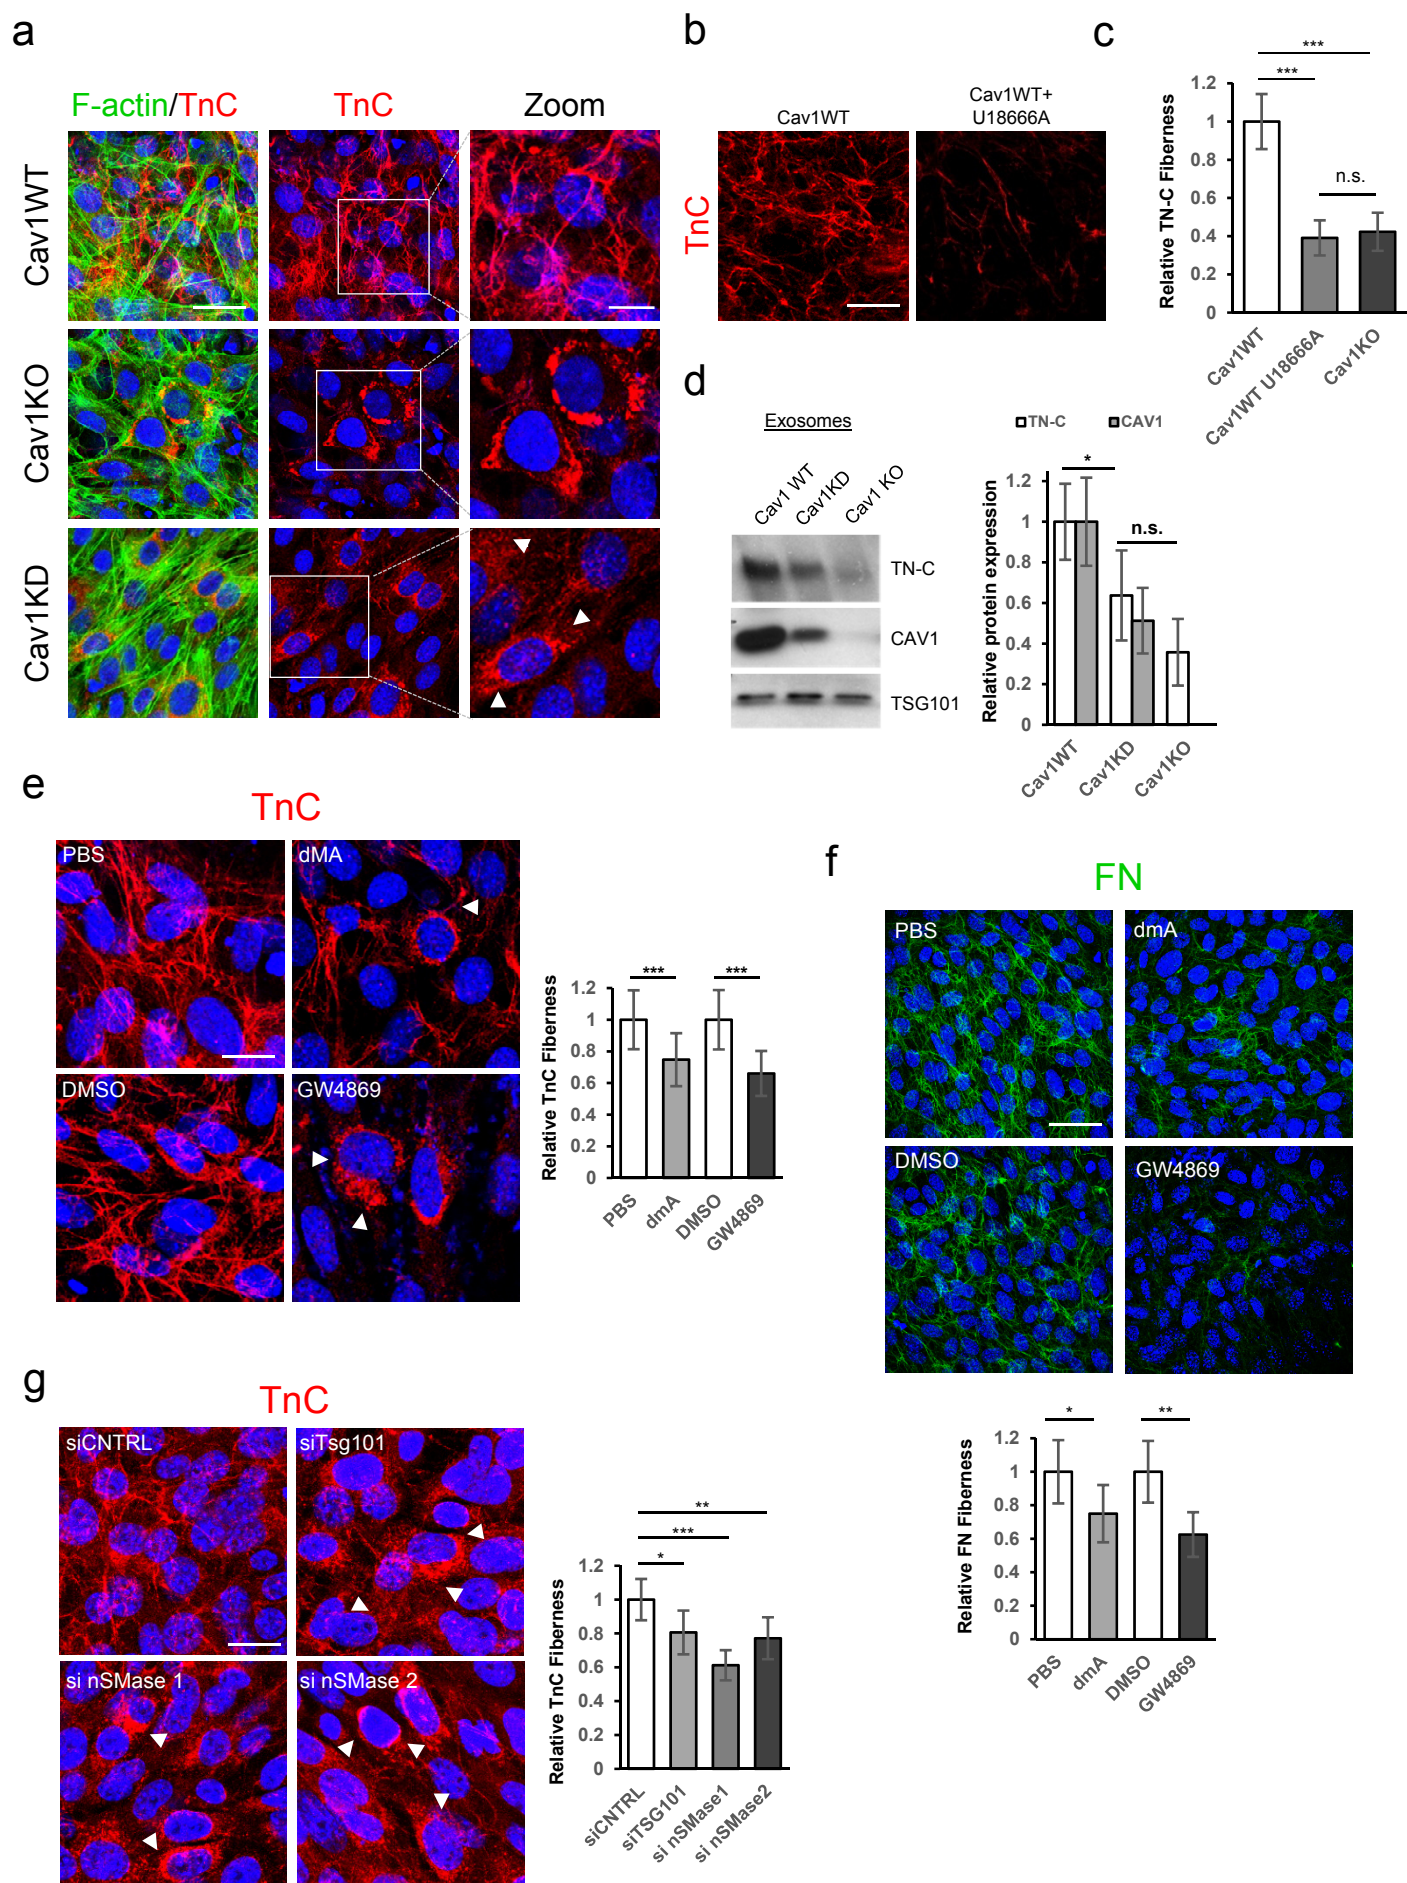 a
F-actin/TnC
TnC
Zoom
Cav1WT
Cav1KO
Cav1KD
b
Cav1WT
Cav1WT+
U18666A
TnC
c
***
***
n.s.
Relative TN-C Fiberness
1.2
1
0.8
0.6
0.4
0.2
0
Cav1WT
Cav1WT U18666A
Cav1KO
d
Exosomes
Cav1 WT
Cav1KD
Cav1 KO
TN-C
CAV1
TSG101
TN-C
CAV1
*
n.s.
Relative protein expression
1.2
1
0.8
0.6
0.4
0.2
0
Cav1WT
Cav1KD
Cav1KO
e
TnC
PBS
dMA
DMSO
GW4869
***
***
Relative TnC Fiberness
1.2
1
0.8
0.6
0.4
0.2
0
PBS
dmA
DMSO
GW4869
f
FN
PBS
dmA
DMSO
GW4869
*
**
Relative FN Fiberness
1.2
1
0.8
0.6
0.4
0.2
0
PBS
dmA
DMSO
GW4869
g
TnC
siCNTRL
siTsg101
si nSMase 1
si nSMase 2
**
***
*
Relative TnC Fiberness
1.2
1
0.8
0.6
0.4
0.2
0
siCNTRL
siTSG101
si nSMase1
si nSMase2